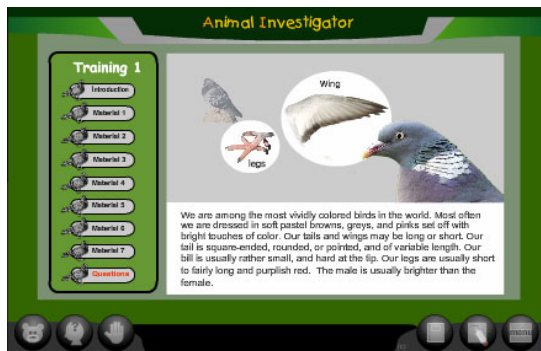 Animal Investigator
Training 1
Introduction
Material 1
Material 2
Material 3
Material 4
Material 5
Material 6
Material 7
Questions
Wing
legs
We are among the most vividly colored birds in the world. Most often
we are dressed in soft pastel browns, greys, and pinks set off with
bright touches of color. Our tails and wings may be long or short. Our
tail is square-ended, rounded, or pointed, and of variable length. Our
bill is usually rather small, and hard at the tip. Our legs are usually short
to fairly long and purplish red.  The male is usually brighter than the
female.